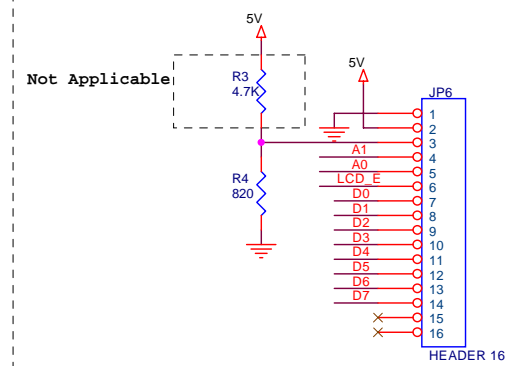 5V
Not Applicable
R3
4.7K
R4
820
5V
JP6
1
2
3
A1
4
A0
5
LCD_E
6
D0
7
D1
8
D2
9
D3
10
D4
11
D5
12
D6
13
D7
14
15
16
HEADER 16